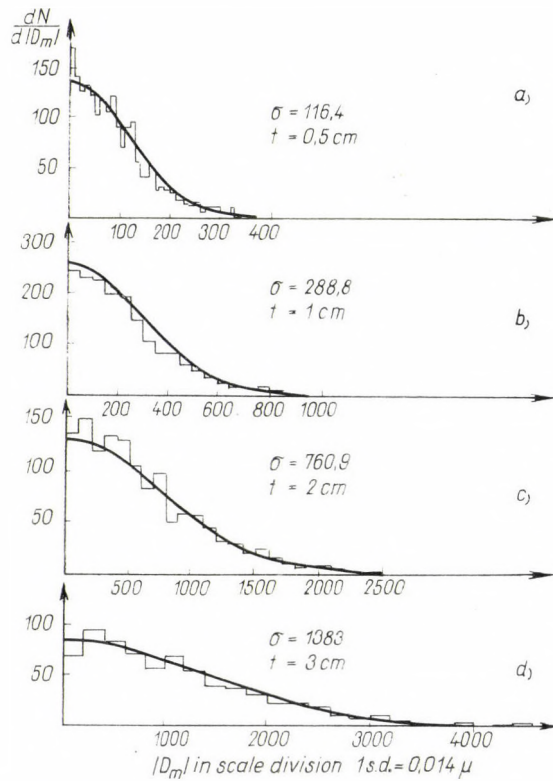 dN
d|Dₘ|
150
100
50
σ = 116,4
t = 0,5 cm
a)
100 200 300 400
300
200
100
σ = 288,8
t = 1 cm
b)
200 400 600 800 1000
150
100
50
σ = 760,9
t = 2 cm
c)
500 1000 1500 2000 2500
100
50
σ = 1383
t = 3 cm
d)
1000 2000 3000 4000
|Dₘ| in scale division 1 s.d. = 0,014 μ